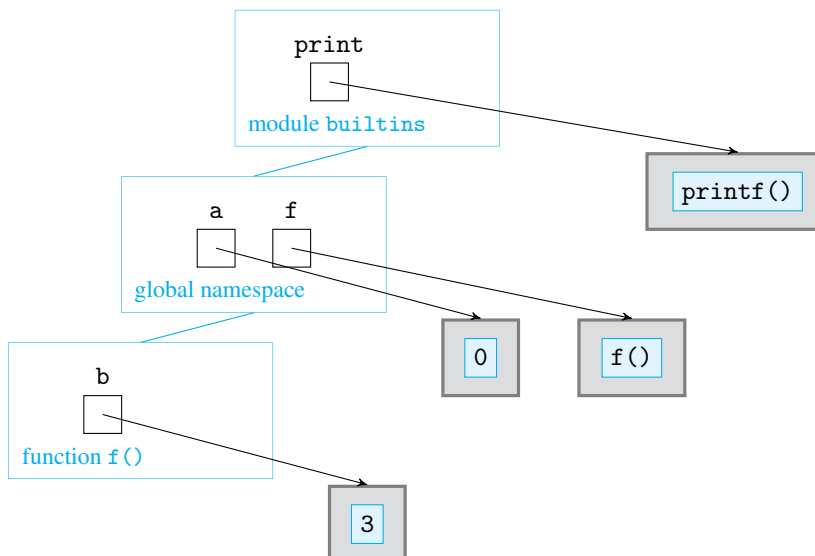 print
module builtins
printf()
a f
global namespace
0 f()
b
function f()
3